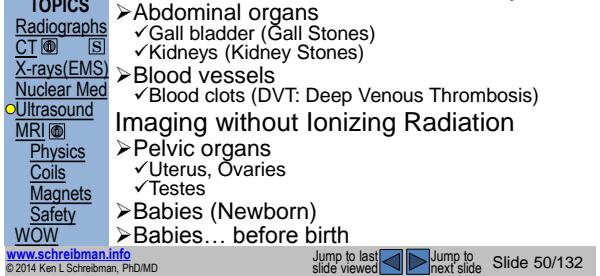 TOPICS
Radiographs
CT S
X-rays(EMS)
Nuclear Med
Ultrasound
MRI
Physics
Coils
Magnets
Safety
WOW
➢Abdominal organs
✓Gall bladder (Gall Stones)
✓Kidneys (Kidney Stones)
➢Blood vessels
✓Blood clots (DVT: Deep Venous Thrombosis)
Imaging without Ionizing Radiation
➢Pelvic organs
✓Uterus, Ovaries
✓Testes
➢Babies (Newborn)
➢Babies… before birth
www.schreibman.info
© 2014 Ken L Schreibman, PhD/MD
Jump to last
slide viewed
Jump to
next slide
Slide 50/132